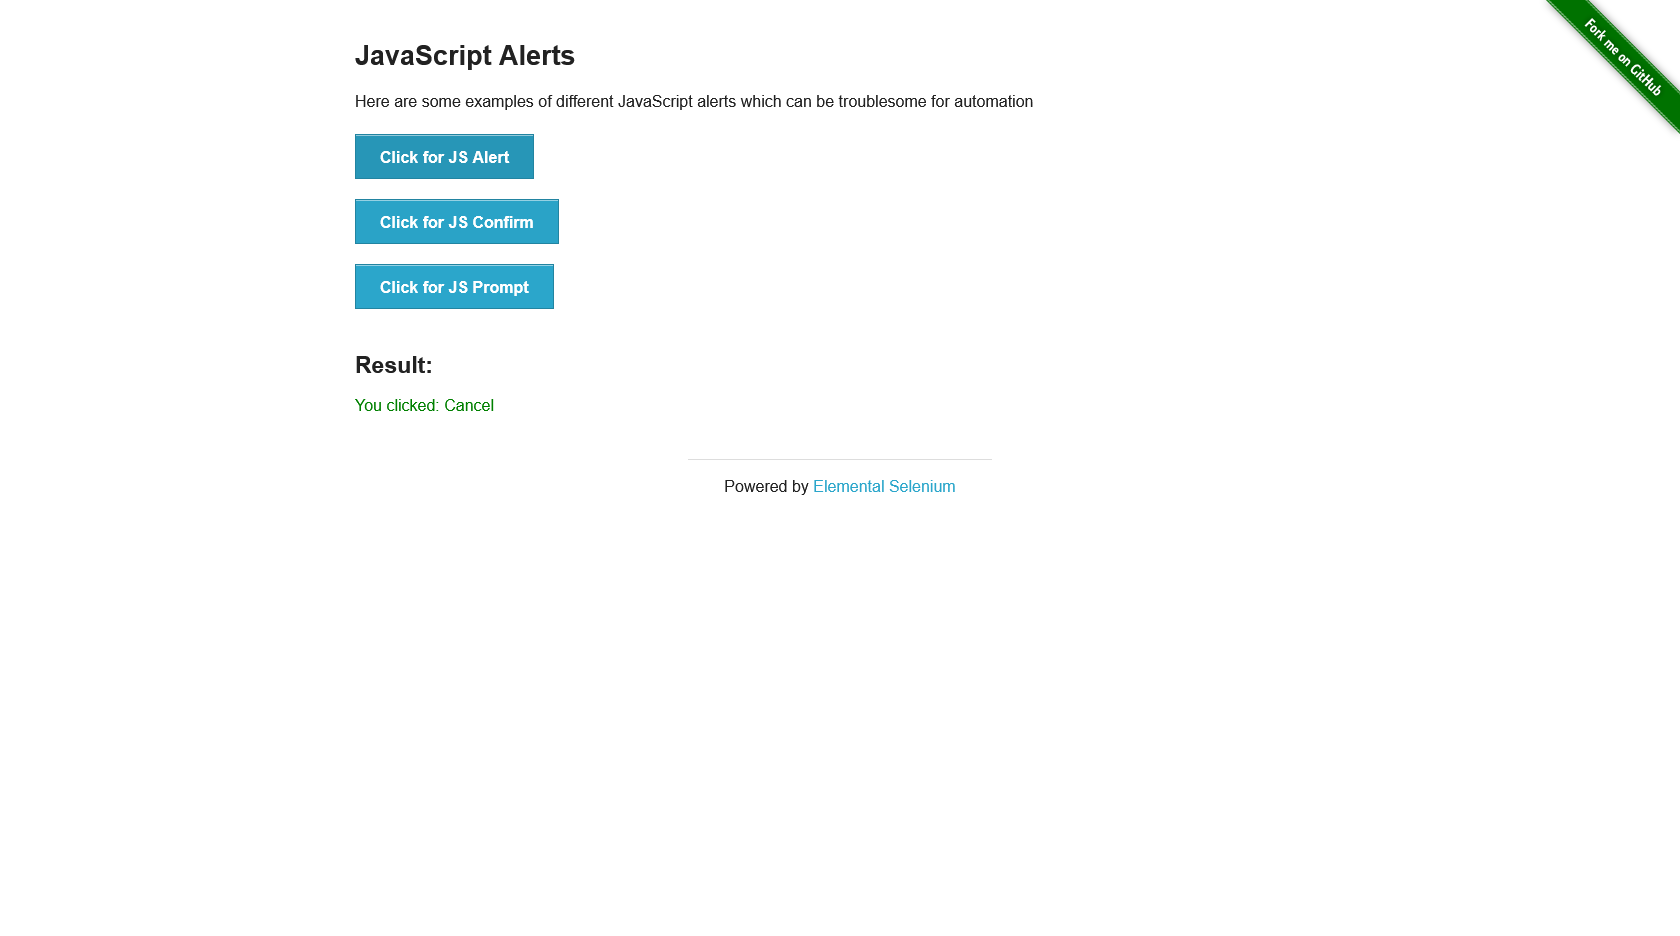 Fork me on GitHub
JavaScript Alerts
Here are some examples of different JavaScript alerts which can be troublesome for automation
Click for JS Alert
Click for JS Confirm
Click for JS Prompt
Result:
You clicked: Cancel
Powered by Elemental Selenium